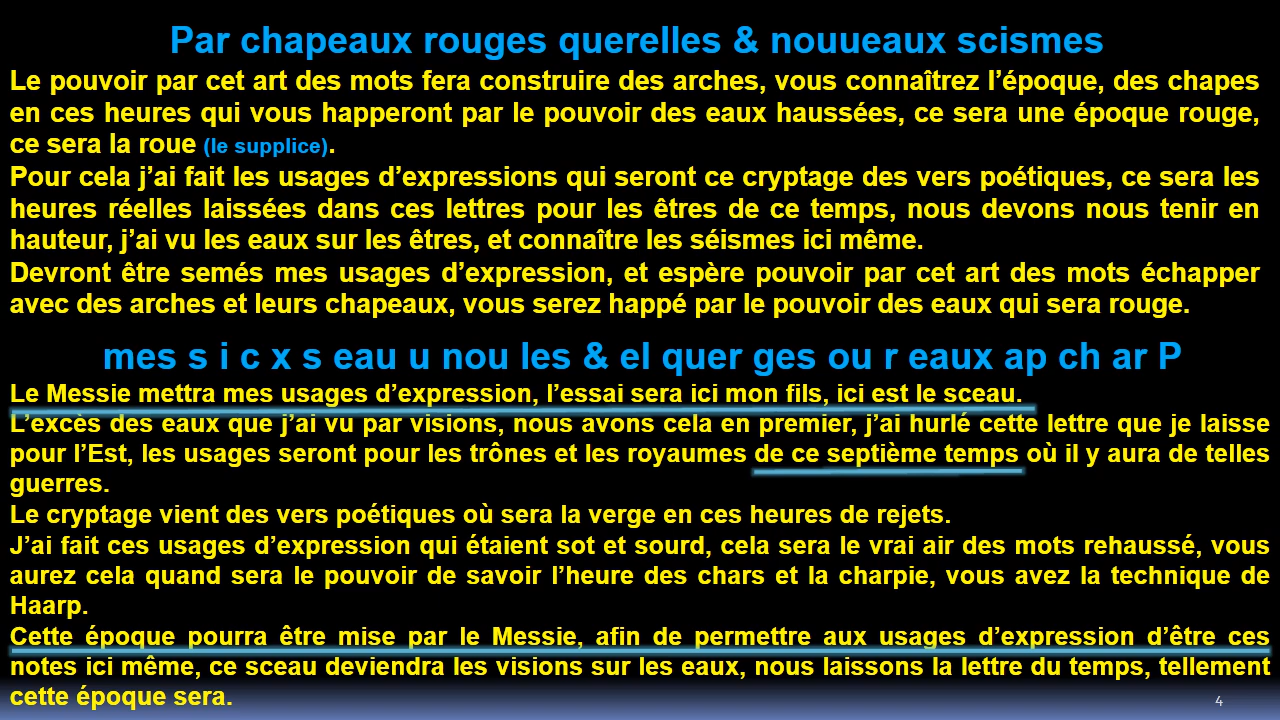 Par chapeaux rouges querelles & nouueaux scismes
Le pouvoir par cet art des mots fera construire des arches, vous connaîtrez l’époque, des chapes
en ces heures qui vous happeront par le pouvoir des eaux haussées, ce sera une époque rouge,
ce sera la roue (le supplice).
Pour cela j’ai fait les usages d’expressions qui seront ce cryptage des vers poétiques, ce sera les
heures réelles laissées dans ces lettres pour les êtres de ce temps, nous devons nous tenir en
hauteur, j’ai vu les eaux sur les êtres, et connaître les séismes ici même.
Devront être semés mes usages d’expression, et espère pouvoir par cet art des mots échapper
avec des arches et leurs chapeaux, vous serez happé par le pouvoir des eaux qui sera rouge.
mes s i c x s eau u nou les & el quer ges ou r eaux ap ch ar P
Le Messie mettra mes usages d’expression, l’essai sera ici mon fils, ici est le sceau.
L’excès des eaux que j’ai vu par visions, nous avons cela en premier, j’ai hurlé cette lettre que je laisse
pour l’Est, les usages seront pour les trônes et les royaumes de ce septième temps où il y aura de telles
guerres.
Le cryptage vient des vers poétiques où sera la verge en ces heures de rejets.
J’ai fait ces usages d’expression qui étaient sot et sourd, cela sera le vrai air des mots rehaussé, vous
aurez cela quand sera le pouvoir de savoir l’heure des chars et la charpie, vous avez la technique de
Haarp.
Cette époque pourra être mise par le Messie, afin de permettre aux usages d’expression d’être ces
notes ici même, ce sceau deviendra les visions sur les eaux, nous laissons la lettre du temps, tellement
cette époque sera.
4